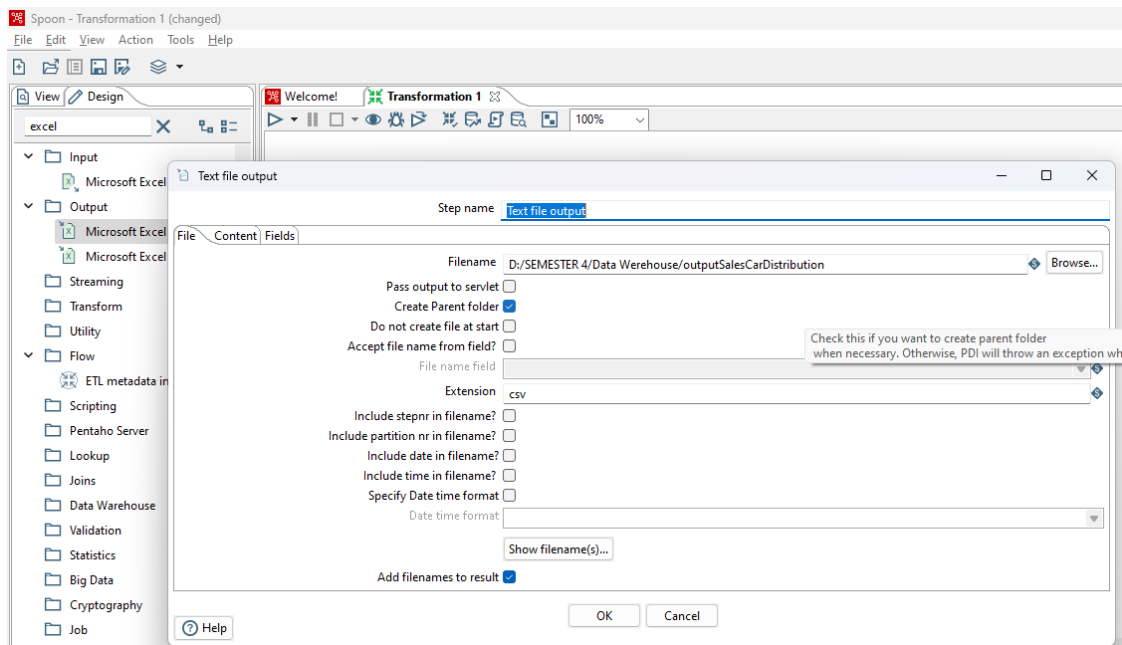 Spoon - Transformation 1 (changed)
File Edit View Action Tools Help
View Design
Welcome! Transformation 1
excel
100%
Input
Microsoft Excel
Output
Microsoft Excel
Microsoft Excel
Streaming
Transform
Utility
Flow
ETL metadata in
Scripting
Pentaho Server
Lookup
Joins
Data Warehouse
Validation
Statistics
Big Data
Cryptography
Job
Text file output
Step name Text file output
File Content Fields
Filename D:/SEMESTER 4/Data Werehouse/outputSalesCarDistribution Browse...
Pass output to servlet
Create Parent folder
Do not create file at start
Accept file name from field?
Check this if you want to create parent folder
when necessary. Otherwise, PDI will throw an exception wh
File name field
Extension csv
Include stepnr in filename?
Include partition nr in filename?
Include date in filename?
Include time in filename?
Specify Date time format
Date time format
Show filename(s)...
Add filenames to result
OK Cancel
Help